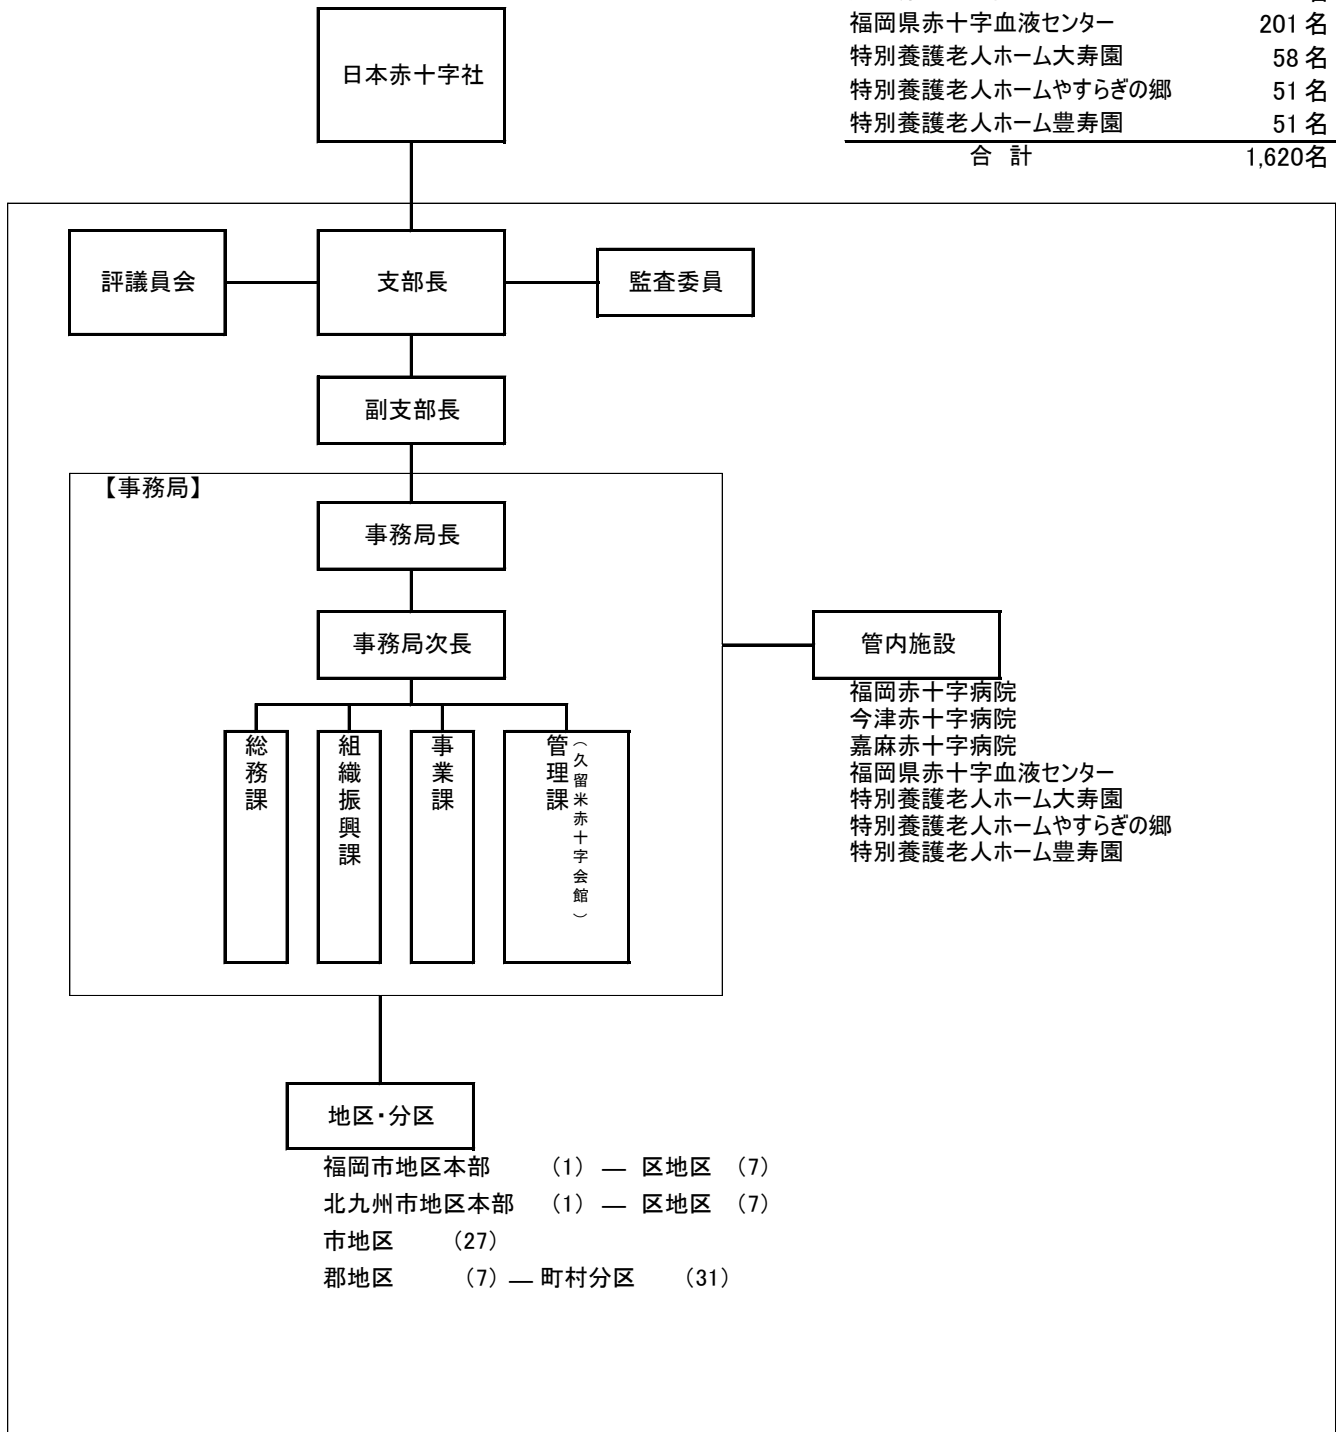 名
福岡県赤十字血液センター 201 名
特別養護老人ホーム大寿園 58 名
特別養護老人ホームやすらぎの郷 51 名
特別養護老人ホーム豊寿園 51 名
合 計 1,620名
日本赤十字社
評議員会
支部長
監査委員
副支部長
【事務局】
事務局長
事務局次長
総務課
組織振興課
事業課
管理課
（久留米赤十字会館）
管内施設
福岡赤十字病院
今津赤十字病院
嘉麻赤十字病院
福岡県赤十字血液センター
特別養護老人ホーム大寿園
特別養護老人ホームやすらぎの郷
特別養護老人ホーム豊寿園
地区・分区
福岡市地区本部 （1） ― 区地区 （7）
北九州市地区本部 （1） ― 区地区 （7）
市地区 （27）
郡地区 （7） ― 町村分区 （31）